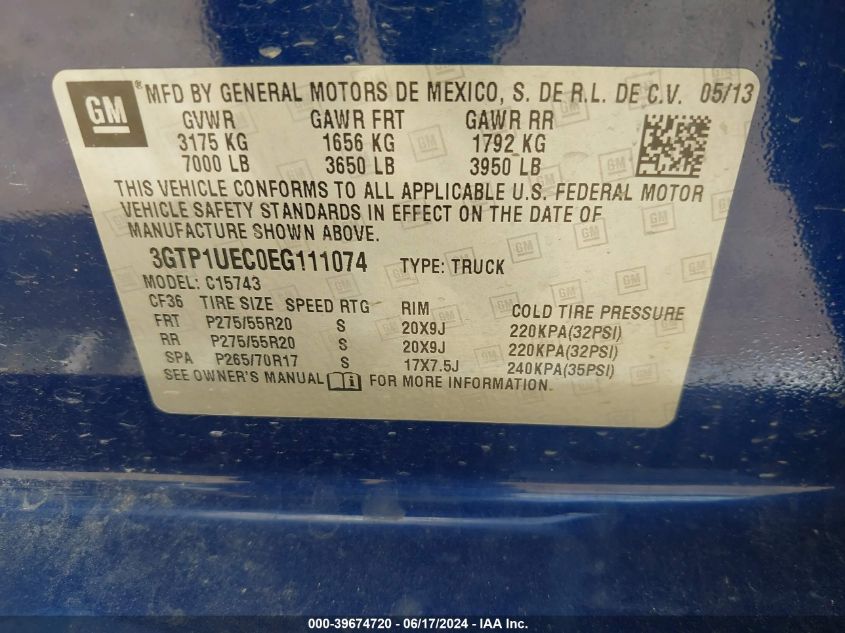 GM ® MFD BY GENERAL MOTORS DE MEXICO, S. DE R.L. DE C.V. 05/13
GVWR GAWR FRT GAWR RR
3175 KG 1656 KG 1792 KG
7000 LB 3650 LB 3950 LB
THIS VEHICLE CONFORMS TO ALL APPLICABLE U.S. FEDERAL MOTOR
VEHICLE SAFETY STANDARDS IN EFFECT ON THE DATE OF
MANUFACTURE SHOWN ABOVE.
3GTP1UEC0EG111074 TYPE: TRUCK
MODEL: C15743
CF36 TIRE SIZE SPEED RTG RIM COLD TIRE PRESSURE
FRT P275/55R20 S 20X9J 220KPA(32PSI)
RR P275/55R20 S 20X9J 220KPA(32PSI)
SPA P265/70R17 S 17X7.5J 240KPA(35PSI)
SEE OWNER'S MANUAL i FOR MORE INFORMATION.
000-39674720 - 06/17/2024 - IAA Inc.